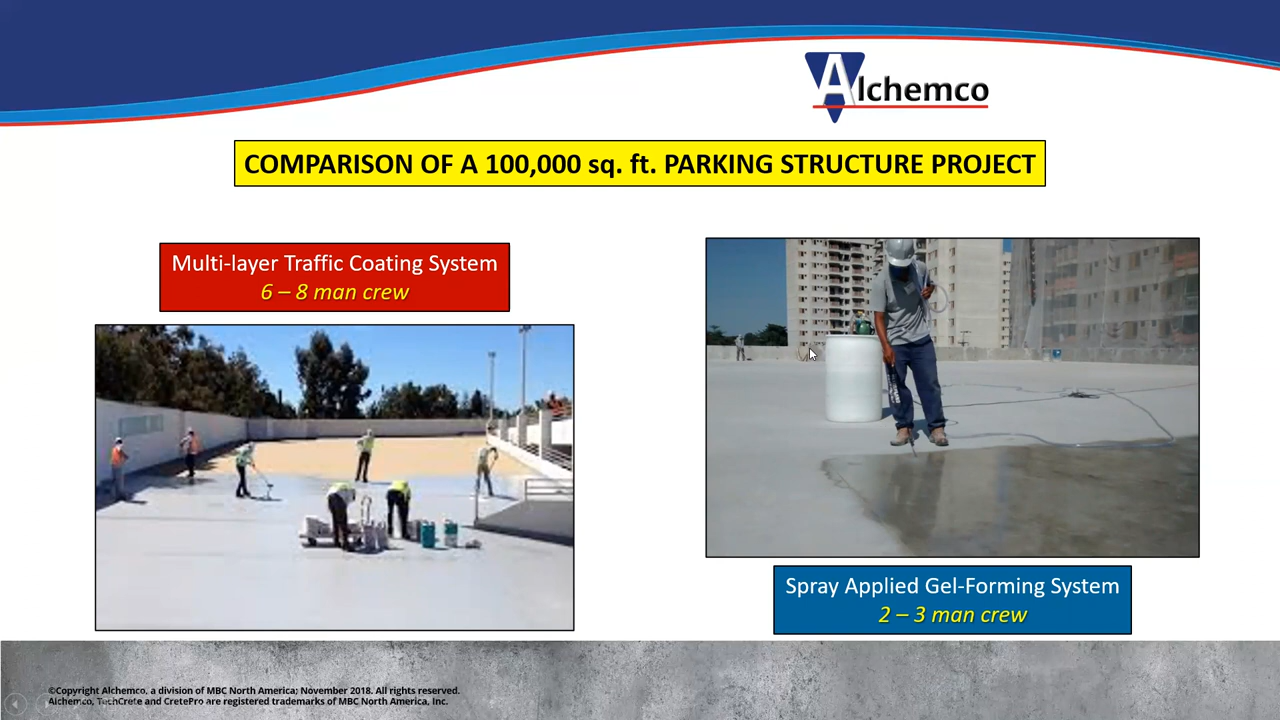 Alchemco
COMPARISON OF A 100,000 sq. ft. PARKING STRUCTURE PROJECT
Multi-layer Traffic Coating System
6 – 8 man crew
Spray Applied Gel-Forming System
2 – 3 man crew
©Copyright Alchemco, a division of MBC North America; November 2018. All rights reserved.
Alchemco, TechCrete and CretePro are registered trademarks of MBC North America, Inc.